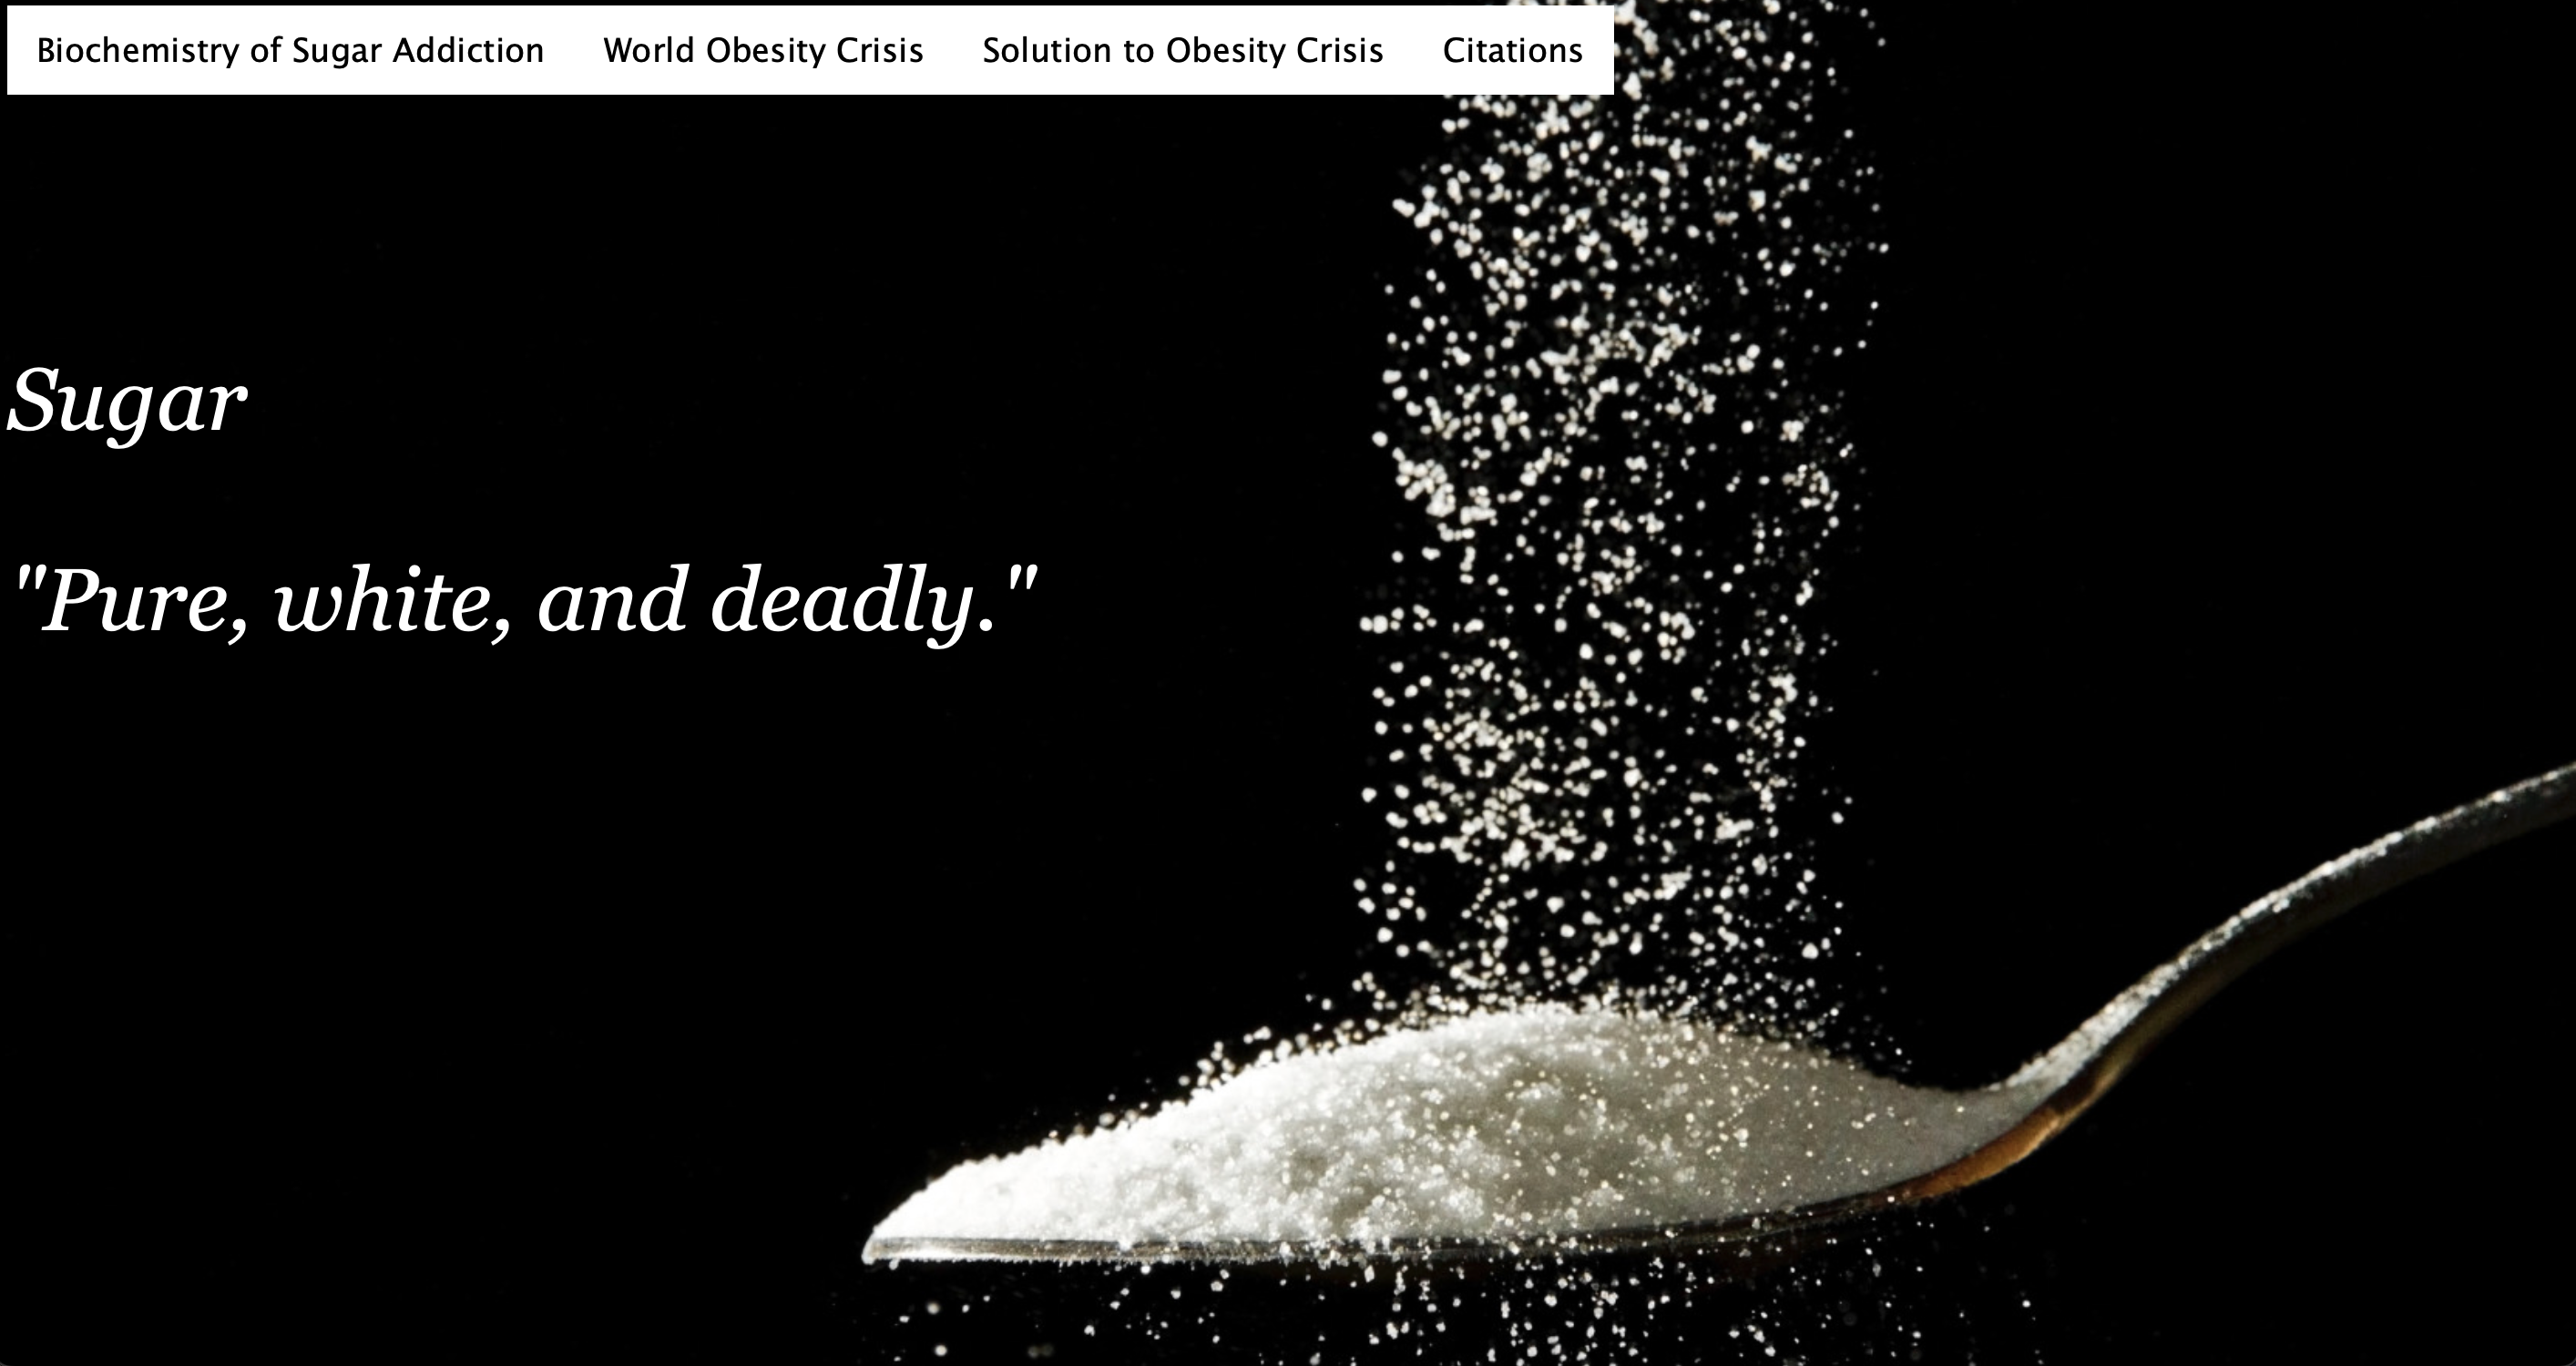 Biochemistry of Sugar Addiction World Obesity Crisis Solution to Obesity Crisis Citations
Sugar
"Pure, white, and deadly."